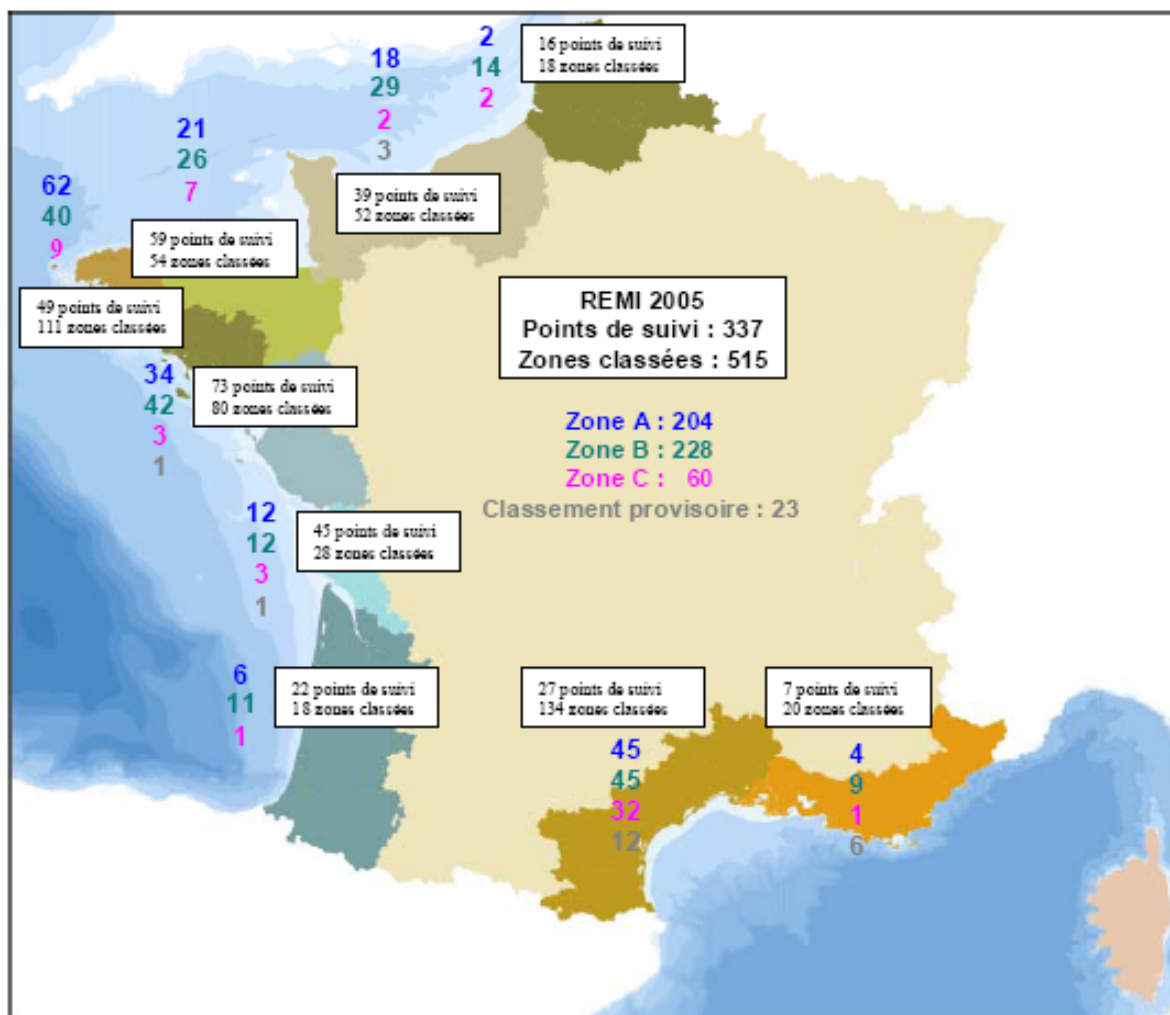 2
14
2
16 points de suivi
18 zones classées
18
29
2
3
39 points de suivi
52 zones classées
21
26
7
59 points de suivi
54 zones classées
62
40
9
49 points de suivi
111 zones classées
REMI 2005
Points de suivi : 337
Zones classées : 515
Zone A : 204
Zone B : 228
Zone C : 60
Classement provisoire : 23
34
42
3
1
73 points de suivi
80 zones classées
12
12
3
1
45 points de suivi
28 zones classées
6
11
1
22 points de suivi
18 zones classées
27 points de suivi
134 zones classées
45
45
32
12
7 points de suivi
20 zones classées
4
9
1
6